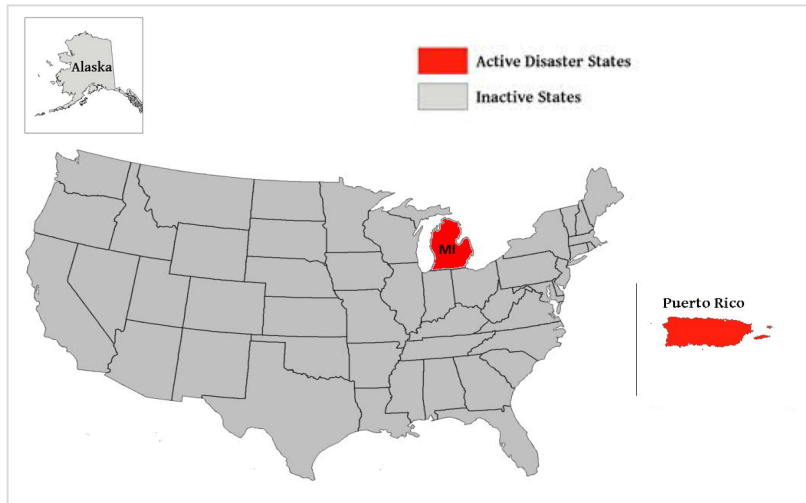 Alaska
Active Disaster States
Inactive States
MI
Puerto Rico